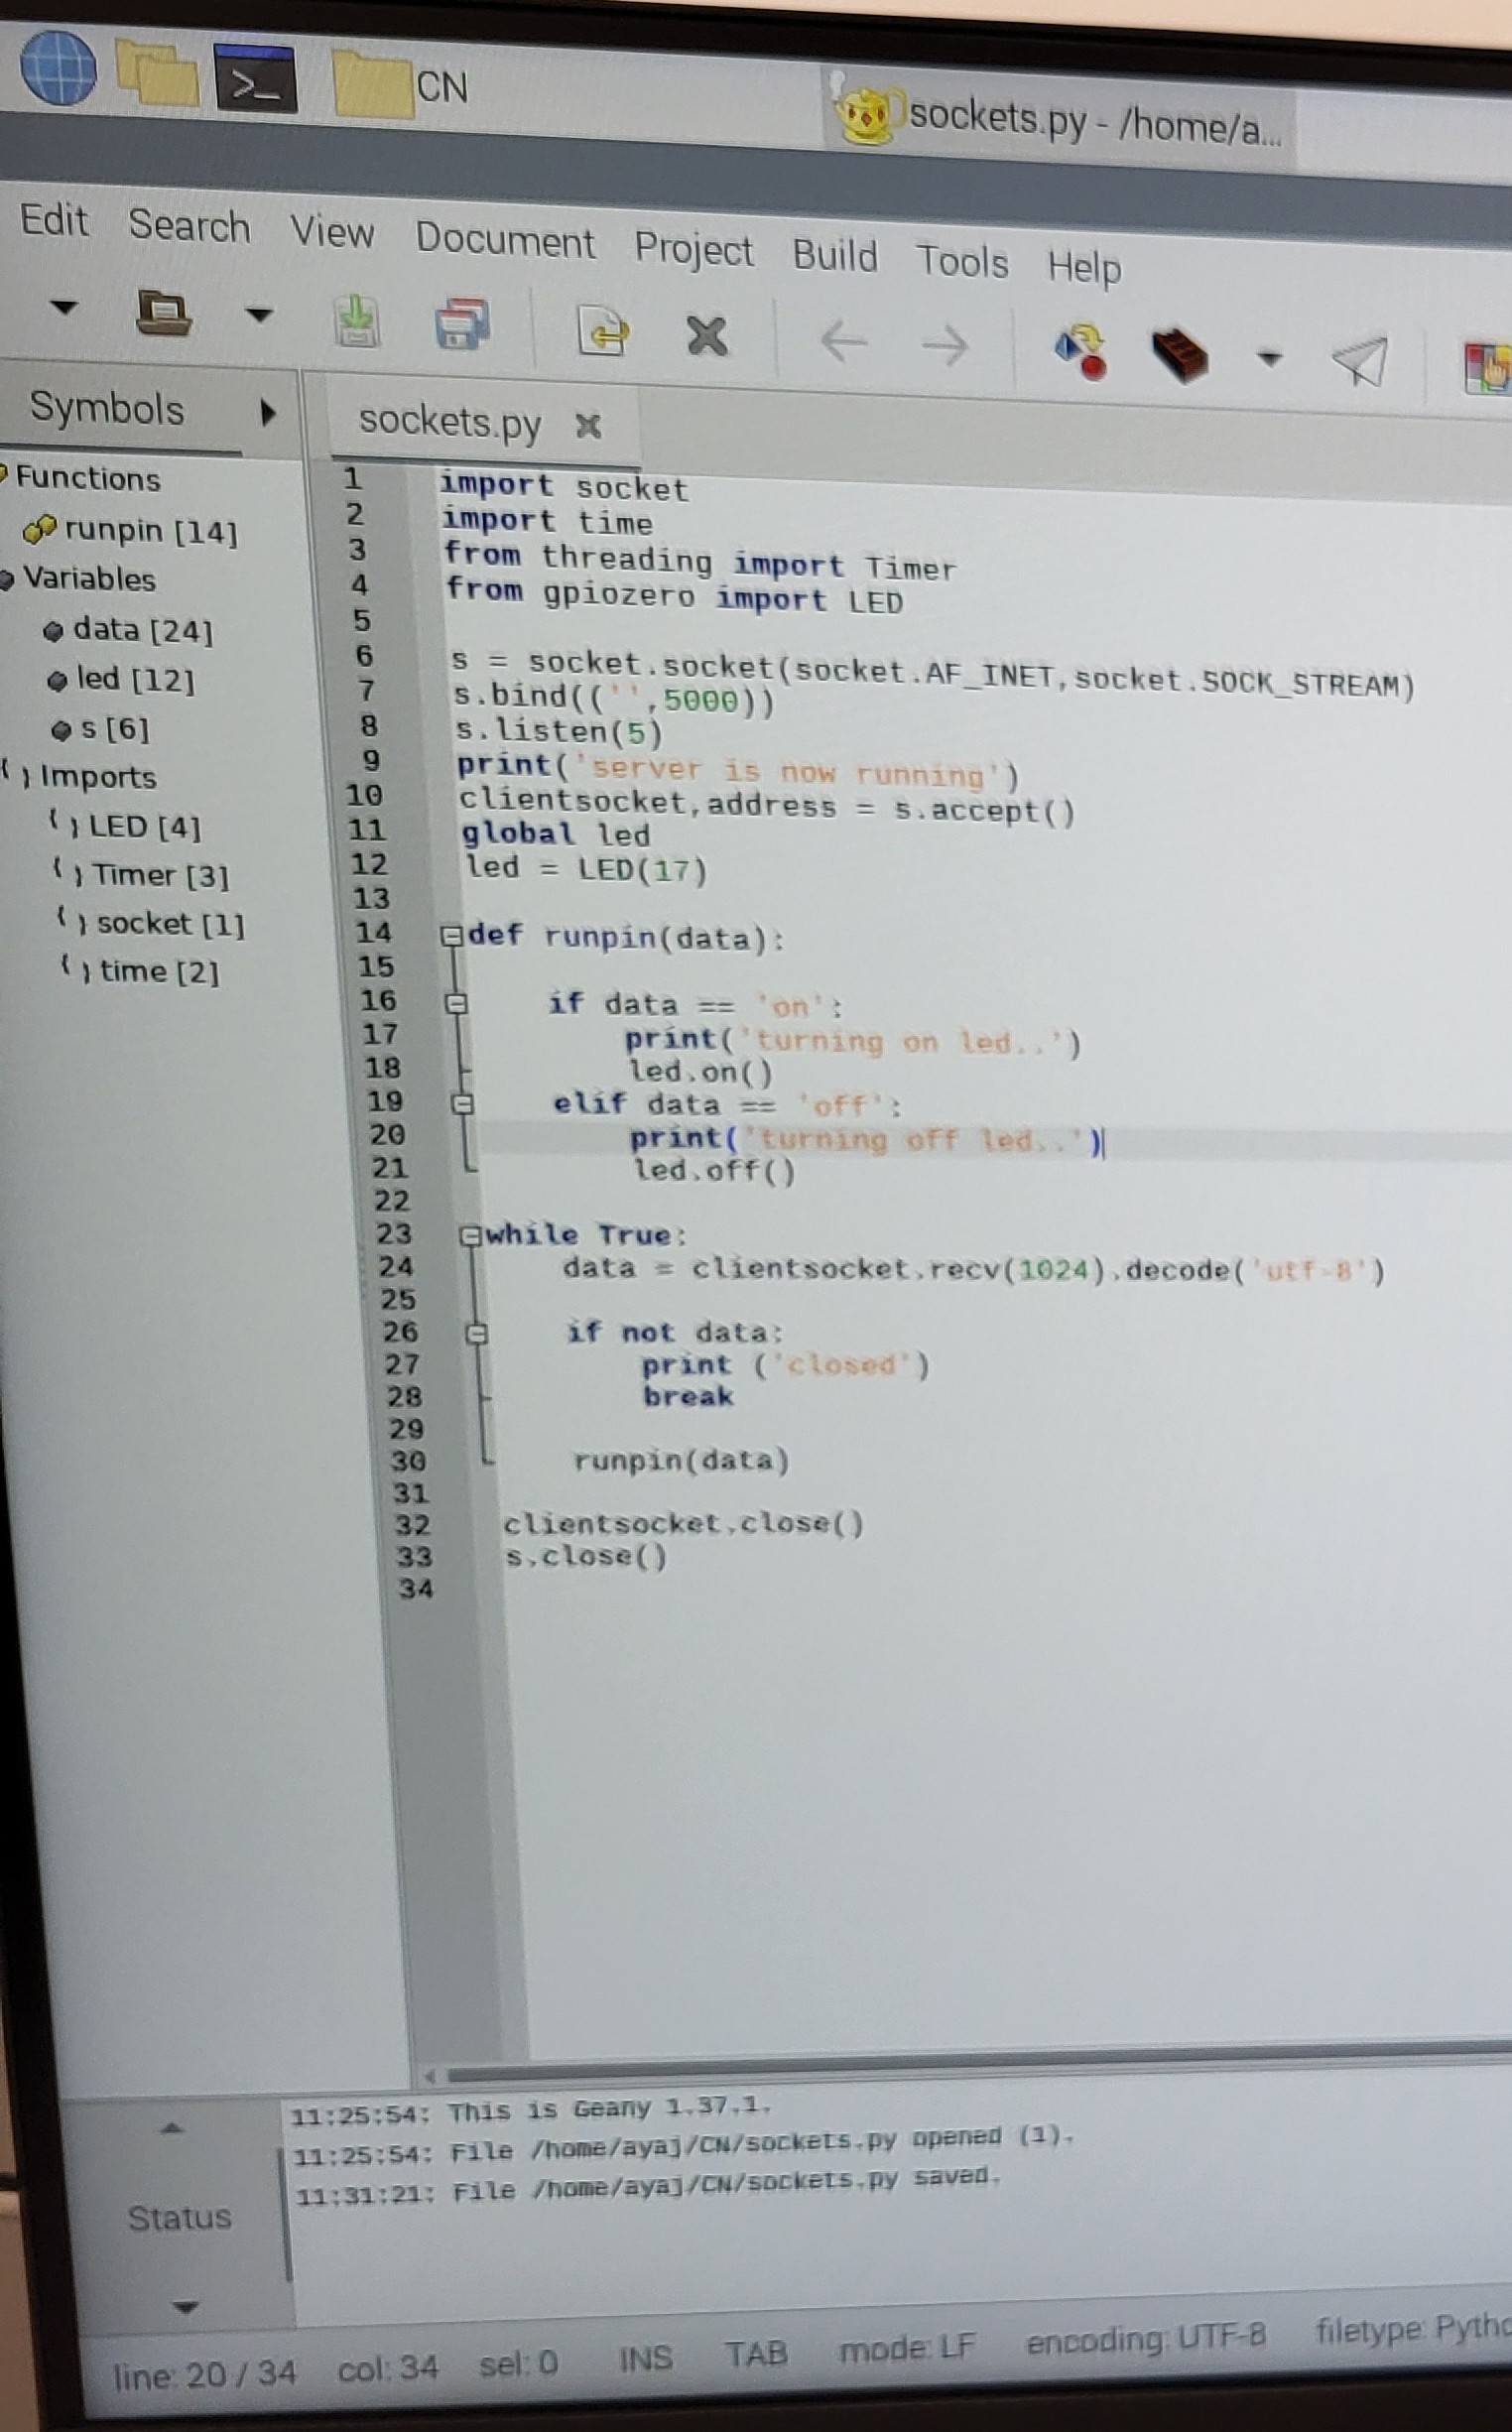 CN
sockets.py - /home/a...
Edit Search View Document Project Build Tools Help
Symbols
Functions
runpin [14]
Variables
data [24]
led [12]
s [6]
Imports
LED [4]
Timer [3]
socket [1]
time [2]
sockets.py
1 import socket
2 import time
3 from threading import Timer
4 from gpiozero import LED
5
6 s = socket.socket(socket.AF_INET,socket.SOCK_STREAM)
7 s.bind(('',5000))
8 s.listen(5)
9 print('server is now running')
10 clientsocket,address = s.accept()
11 global led
12 led = LED(17)
13
14 def runpin(data):
15
16 if data == 'on':
17 print('turning on led..')
18 led.on()
19 elif data == 'off':
20 print('turning off led..')
21 led.off()
22
23 while True:
24 data = clientsocket.recv(1024).decode('utf-8')
25
26 if not data:
27 print ('closed')
28 break
29
30 runpin(data)
31
32 clientsocket.close()
33 s.close()
34
Status
11:25:54: This is Geany 1.37.1.
11:25:54: File /home/ayaj/CN/sockets.py opened (1).
11:31:21: File /home/ayaj/CN/sockets.py saved.
line: 20 / 34 col: 34 sel: 0 INS TAB mode: LF encoding: UTF-8 filetype: Pytho